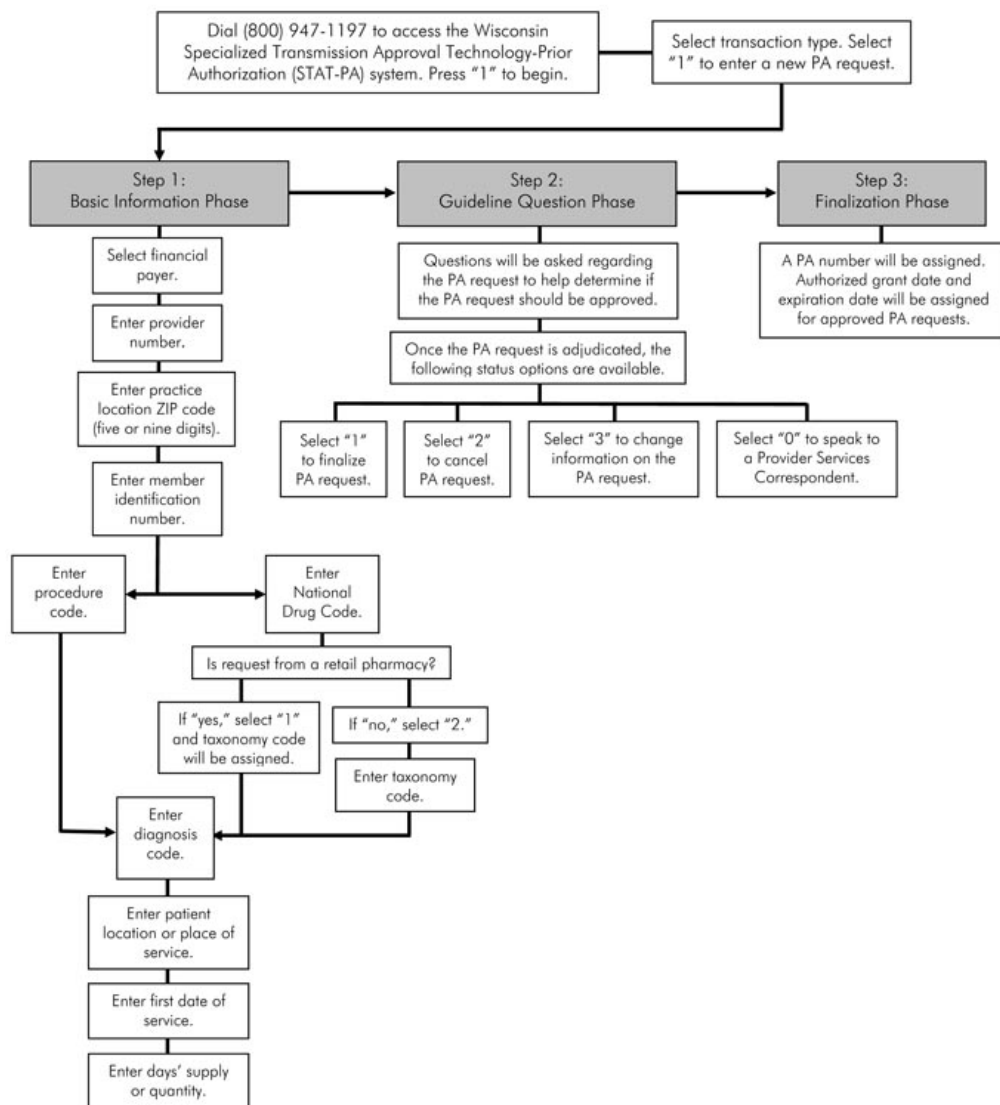 Dial (800) 947-1197 to access the Wisconsin
Specialized Transmission Approval Technology-Prior
Authorization (STAT-PA) system. Press “1” to begin.
Select transaction type. Select
“1” to enter a new PA request.
Step 1:
Basic Information Phase
Step 2:
Guideline Question Phase
Step 3:
Finalization Phase
Select financial
payer.
Enter provider
number.
Enter practice
location ZIP code
(five or nine digits).
Enter member
identification
number.
Questions will be asked regarding
the PA request to help determine if
the PA request should be approved.
Once the PA request is adjudicated, the
following status options are available.
Select “1”
to finalize
PA request.
Select “2”
to cancel
PA request.
Select “3” to change
information on the
PA request.
Select “0” to speak to
a Provider Services
Correspondent.
A PA number will be assigned.
Authorized grant date and
expiration date will be assigned
for approved PA requests.
Enter
procedure
code.
Enter
National
Drug Code.
Is request from a retail pharmacy?
If “yes,” select “1”
and taxonomy code
will be assigned.
If “no,” select “2.”
Enter taxonomy
code.
Enter
diagnosis
code.
Enter patient
location or place of
service.
Enter first date of
service.
Enter days’ supply
or quantity.